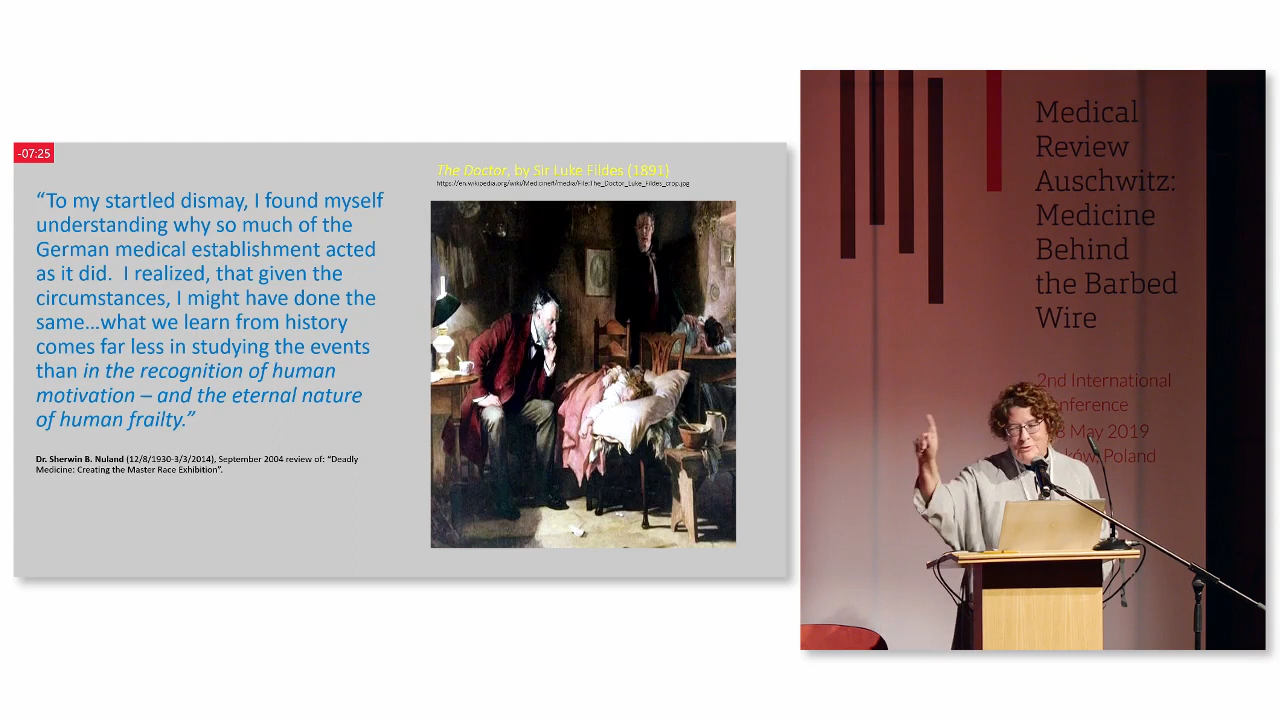 -07:25
The Doctor, by Sir Luke Fildes (1891)
https://en.wikipedia.org/wiki/Medicine#/media/File:The_Doctor_Luke_Fildes_crop.jpg
“To my startled dismay, I found myself
understanding why so much of the
German medical establishment acted
as it did.  I realized, that given the
circumstances, I might have done the
same…what we learn from history
comes far less in studying the events
than in the recognition of human
motivation – and the eternal nature
of human frailty.”
Dr. Sherwin B. Nuland (12/8/1930-3/3/2014), September 2004 review of: “Deadly
Medicine: Creating the Master Race Exhibition”.
Medical
Review
Auschwitz:
Medicine
Behind
the Barbed
Wire
2nd International
nference
8 May 2019
ków, Poland